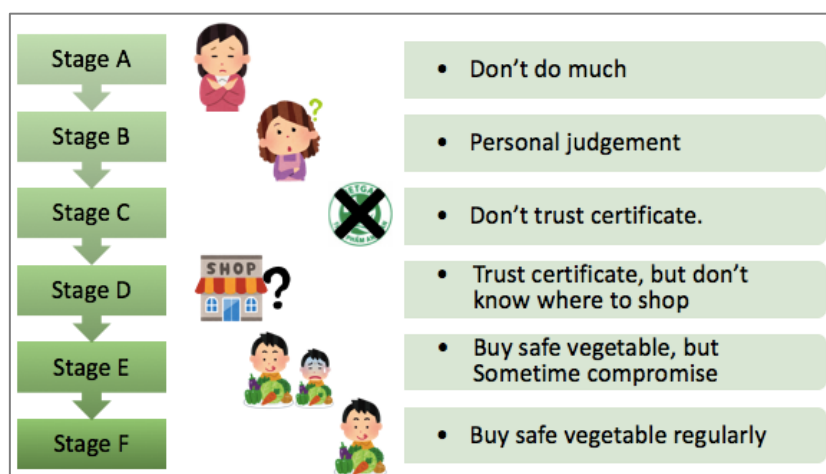 Stage A
• Don't do much
Stage B
• Personal judgement
Stage C
• Don't trust certificate.
Stage D
SHOP
• Trust certificate, but don't
know where to shop
Stage E
• Buy safe vegetable, but
Sometime compromise
Stage F
• Buy safe vegetable regularly